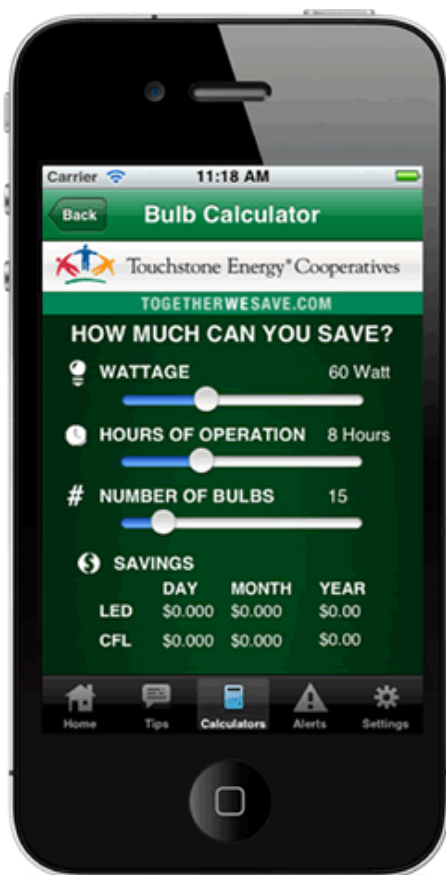 Carrier 11:18 AM
Back Bulb Calculator
Touchstone Energy® Cooperatives
TOGETHERWESAVE.COM
HOW MUCH CAN YOU SAVE?
WATTAGE 60 Watt
HOURS OF OPERATION 8 Hours
# NUMBER OF BULBS 15
$ SAVINGS
DAY MONTH YEAR
LED $0.000 $0.000 $0.00
CFL $0.000 $0.000 $0.00
Home Tips Calculators Alerts Settings